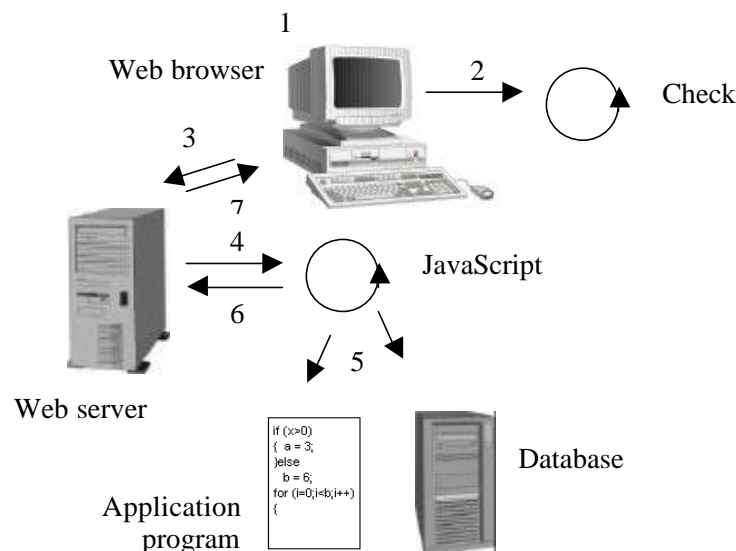 1
Web browser
2
Check
3
7
4
JavaScript
6
5
Web server
if (x>0)
{ a = 3;
}else
b = 6;
for (i=0;i<b;i++)
{
Database
Application
program